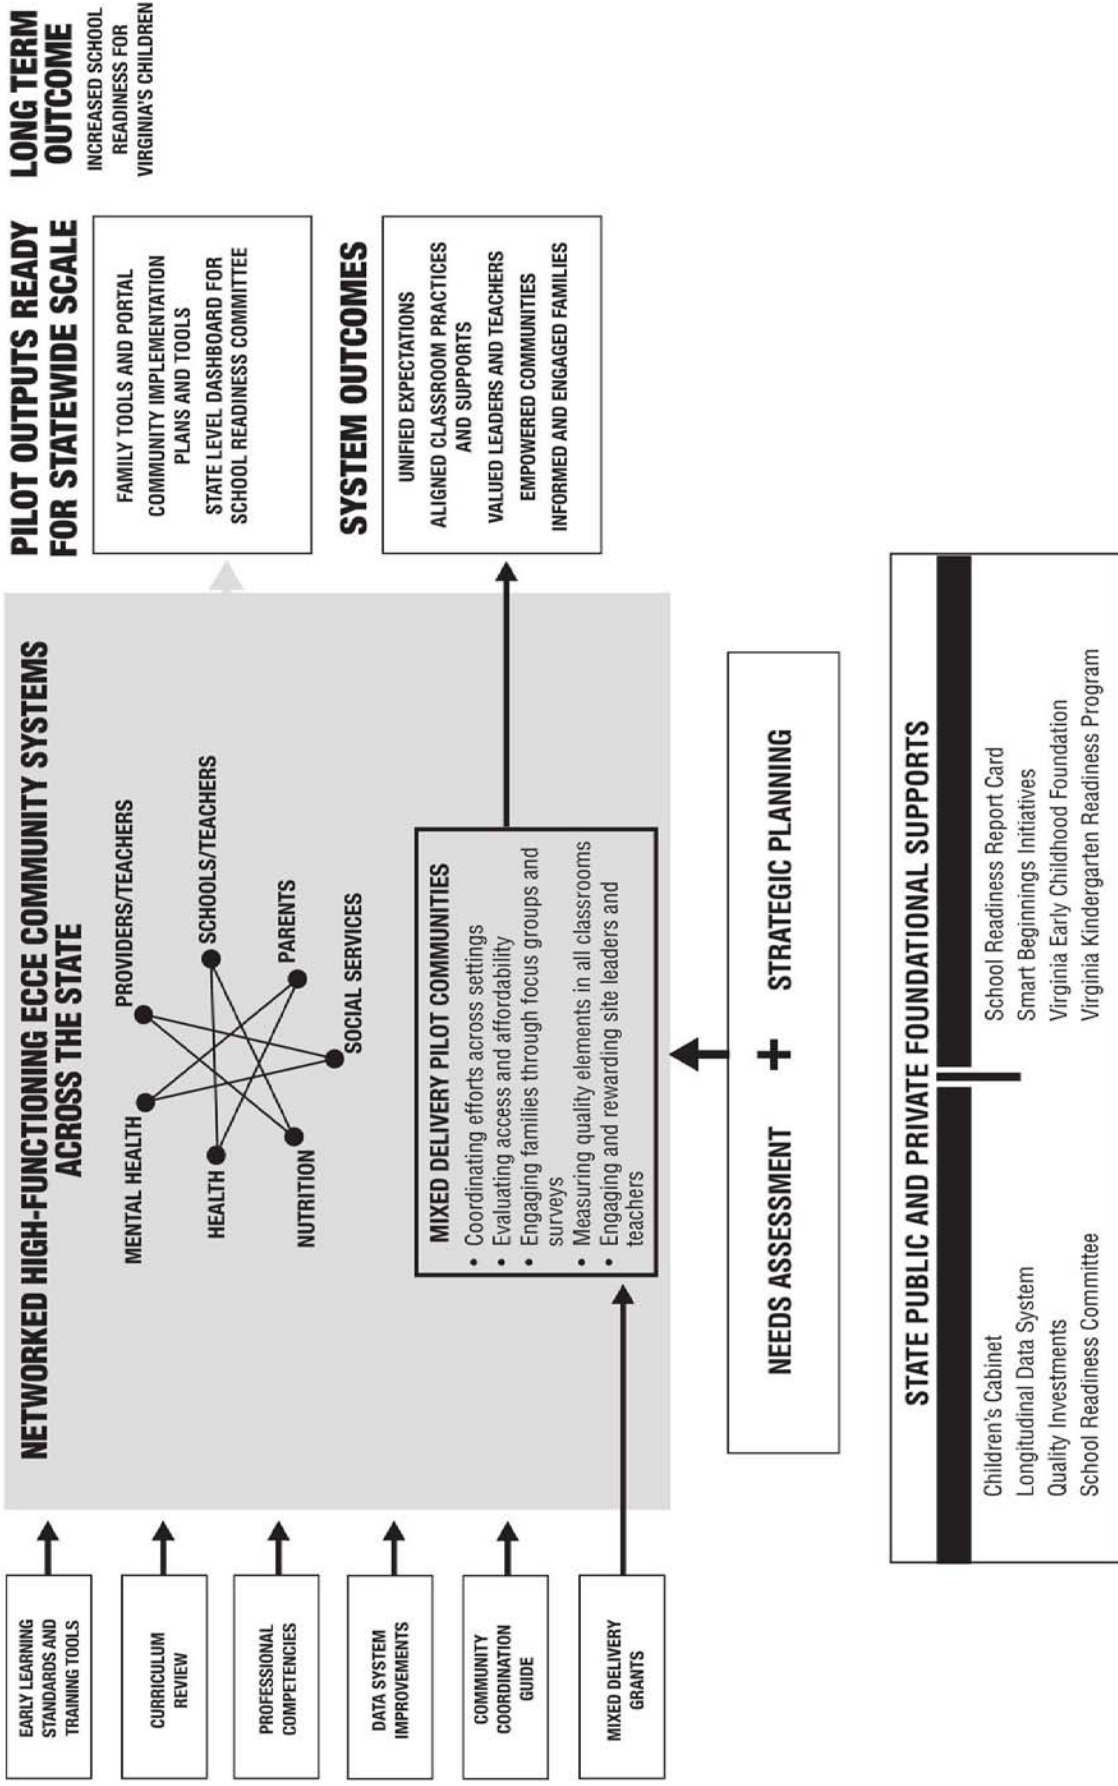 EARLY LEARNING
STANDARDS AND
TRAINING TOOLS
CURRICULUM
REVIEW
PROFESSIONAL
COMPETENCIES
DATA SYSTEM
IMPROVEMENTS
COMMUNITY
COORDINATION
GUIDE
MIXED DELIVERY
GRANTS
NETWORKED HIGH-FUNCTIONING ECCE COMMUNITY SYSTEMS
ACROSS THE STATE
MENTAL HEALTH
PROVIDERS/TEACHERS
HEALTH
SCHOOLS/TEACHERS
NUTRITION
PARENTS
SOCIAL SERVICES
MIXED DELIVERY PILOT COMMUNITIES
• Coordinating efforts across settings
• Evaluating access and affordability
• Engaging families through focus groups and
surveys
• Measuring quality elements in all classrooms
• Engaging and rewarding site leaders and
teachers
PILOT OUTPUTS READY
FOR STATEWIDE SCALE
FAMILY TOOLS AND PORTAL
COMMUNITY IMPLEMENTATION
PLANS AND TOOLS
STATE LEVEL DASHBOARD FOR
SCHOOL READINESS COMMITTEE
SYSTEM OUTCOMES
UNIFIED EXPECTATIONS
ALIGNED CLASSROOM PRACTICES
AND SUPPORTS
VALUED LEADERS AND TEACHERS
EMPOWERED COMMUNITIES
INFORMED AND ENGAGED FAMILIES
LONG TERM
OUTCOME
INCREASED SCHOOL
READINESS FOR
VIRGINIA'S CHILDREN
NEEDS ASSESSMENT + STRATEGIC PLANNING
STATE PUBLIC AND PRIVATE FOUNDATIONAL SUPPORTS
Children's Cabinet
Longitudinal Data System
Quality Investments
School Readiness Committee
School Readiness Report Card
Smart Beginnings Initiatives
Virginia Early Childhood Foundation
Virginia Kindergarten Readiness Program